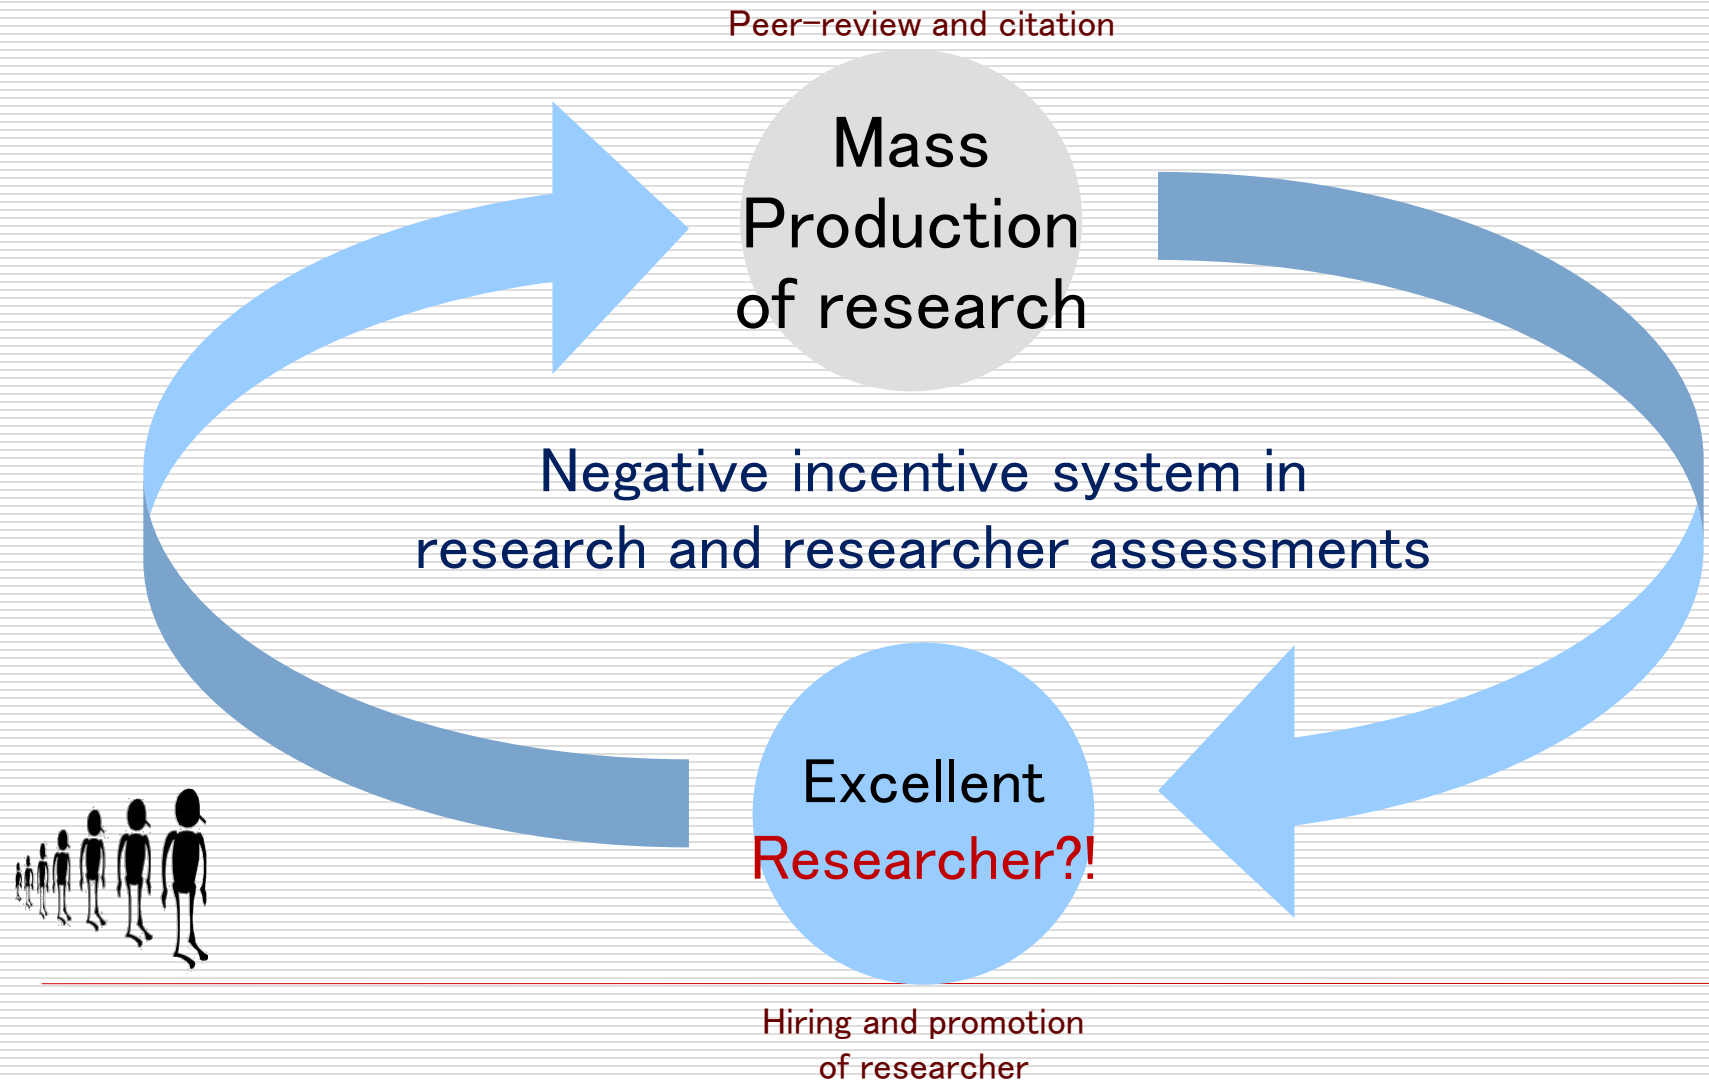 Peer-review and citation
Mass
Production
of research
Negative incentive system in
research and researcher assessments
Excellent
Researcher?!
Hiring and promotion
of researcher